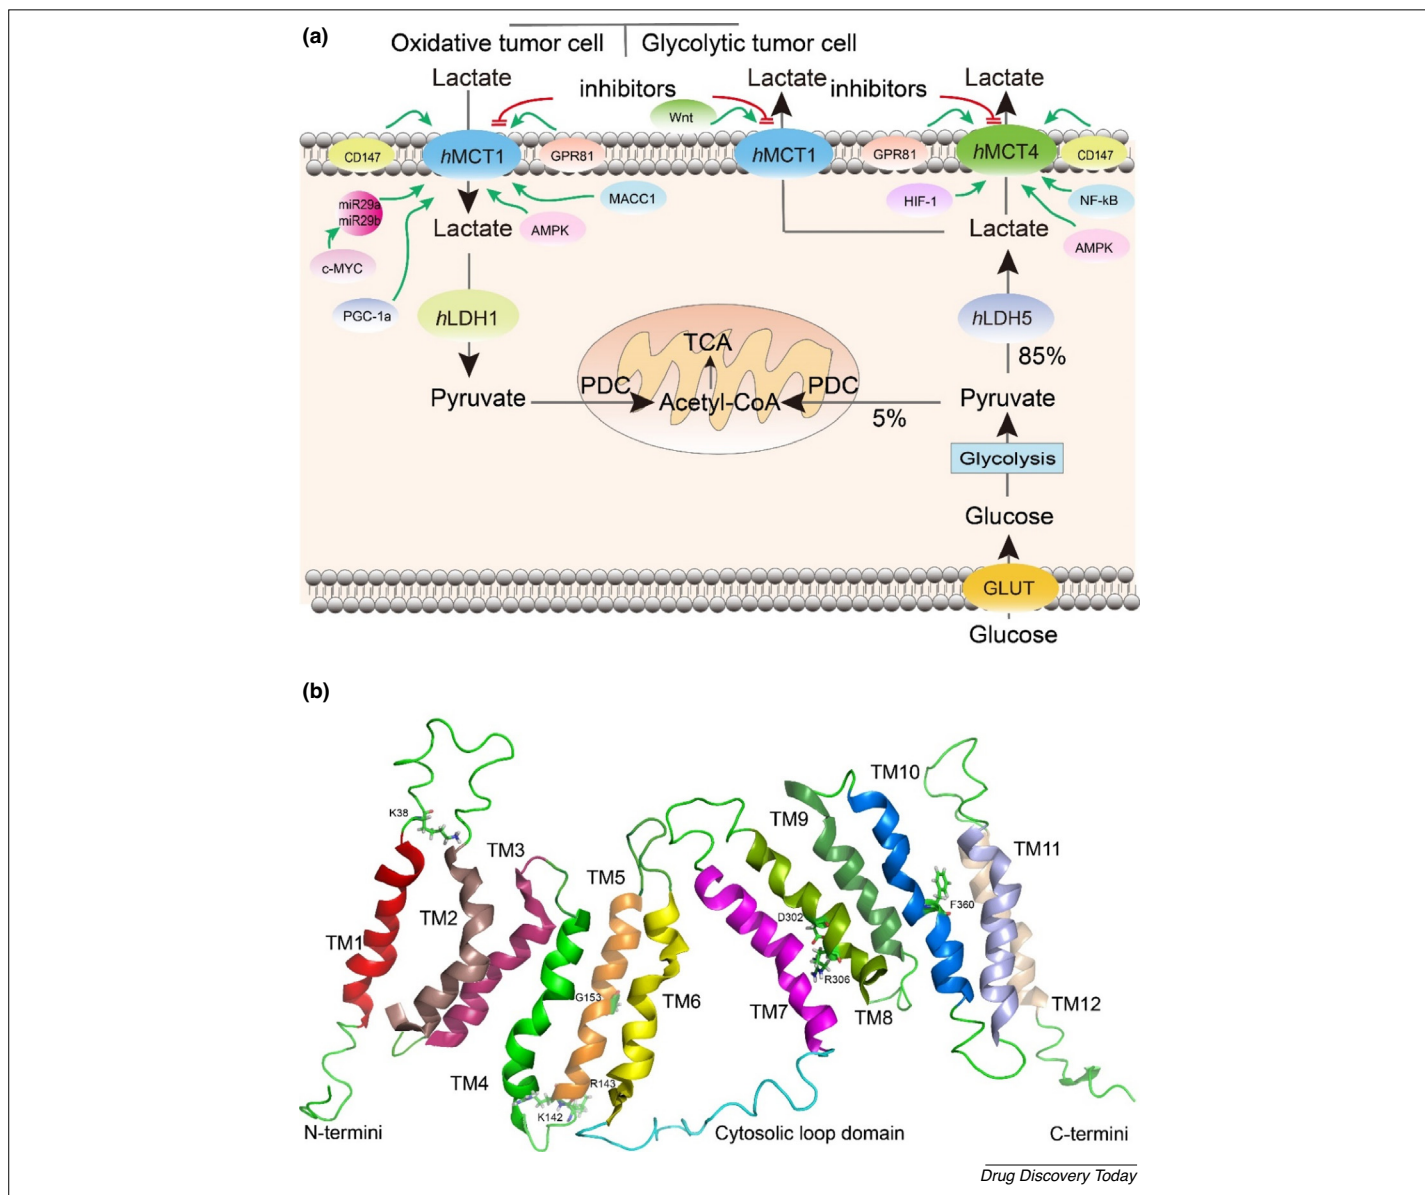 (a)
Oxidative tumor cell
Glycolytic tumor cell
Lactate
inhibitors
Lactate
inhibitors
Lactate
Wnt
CD147
hMCT1
GPR81
hMCT1
GPR81
hMCT4
CD147
miR29a
miR29b
MACC1
HIF-1
NF-kB
Lactate
AMPK
Lactate
AMPK
c-MYC
PGC-1a
hLDH1
hLDH5
TCA
85%
PDC
PDC
Pyruvate
Acetyl-CoA
Pyruvate
5%
Glycolysis
Glucose
GLUT
Glucose
(b)
TM10
K38
TM9
TM3
TM11
TM5
TM2
D302
F360
TM1
R306
G153
TM6
TM7
TM8
TM12
TM4
R143
K142
N-termini
Cytosolic loop domain
C-termini
Drug Discovery Today